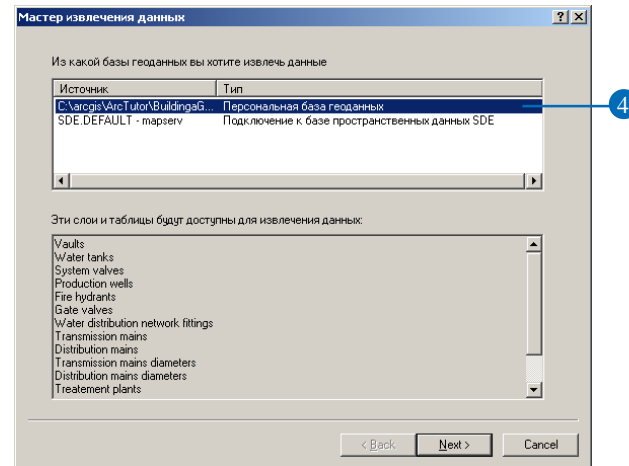 Мастер извлечения данных
Из какой базы геоданных вы хотите извлечь данные
Источник Тип
C:\arcgis\ArcTutor\BuildingaG... Персональная база геоданных
4
SDE.DEFAULT - mapserv Подключение к базе пространственных данных SDE
Эти слои и таблицы будут доступны для извлечения данных:
Vaults
Water tanks
System valves
Production wells
Fire hydrants
Gate valves
Water distribution network fittings
Transmission mains
Distribution mains
Transmission mains diameters
Distribution mains diameters
Treatement plants
< Back Next > Cancel